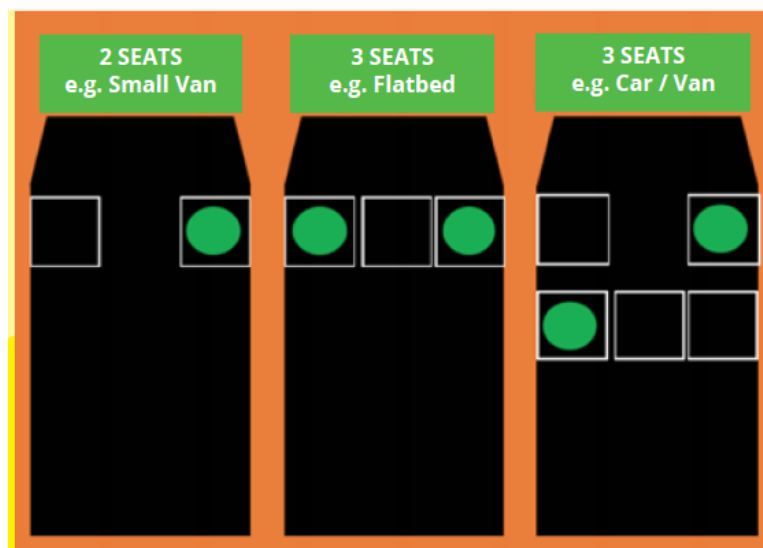 2 SEATS
e.g. Small Van
3 SEATS
e.g. Flatbed
3 SEATS
e.g. Car / Van